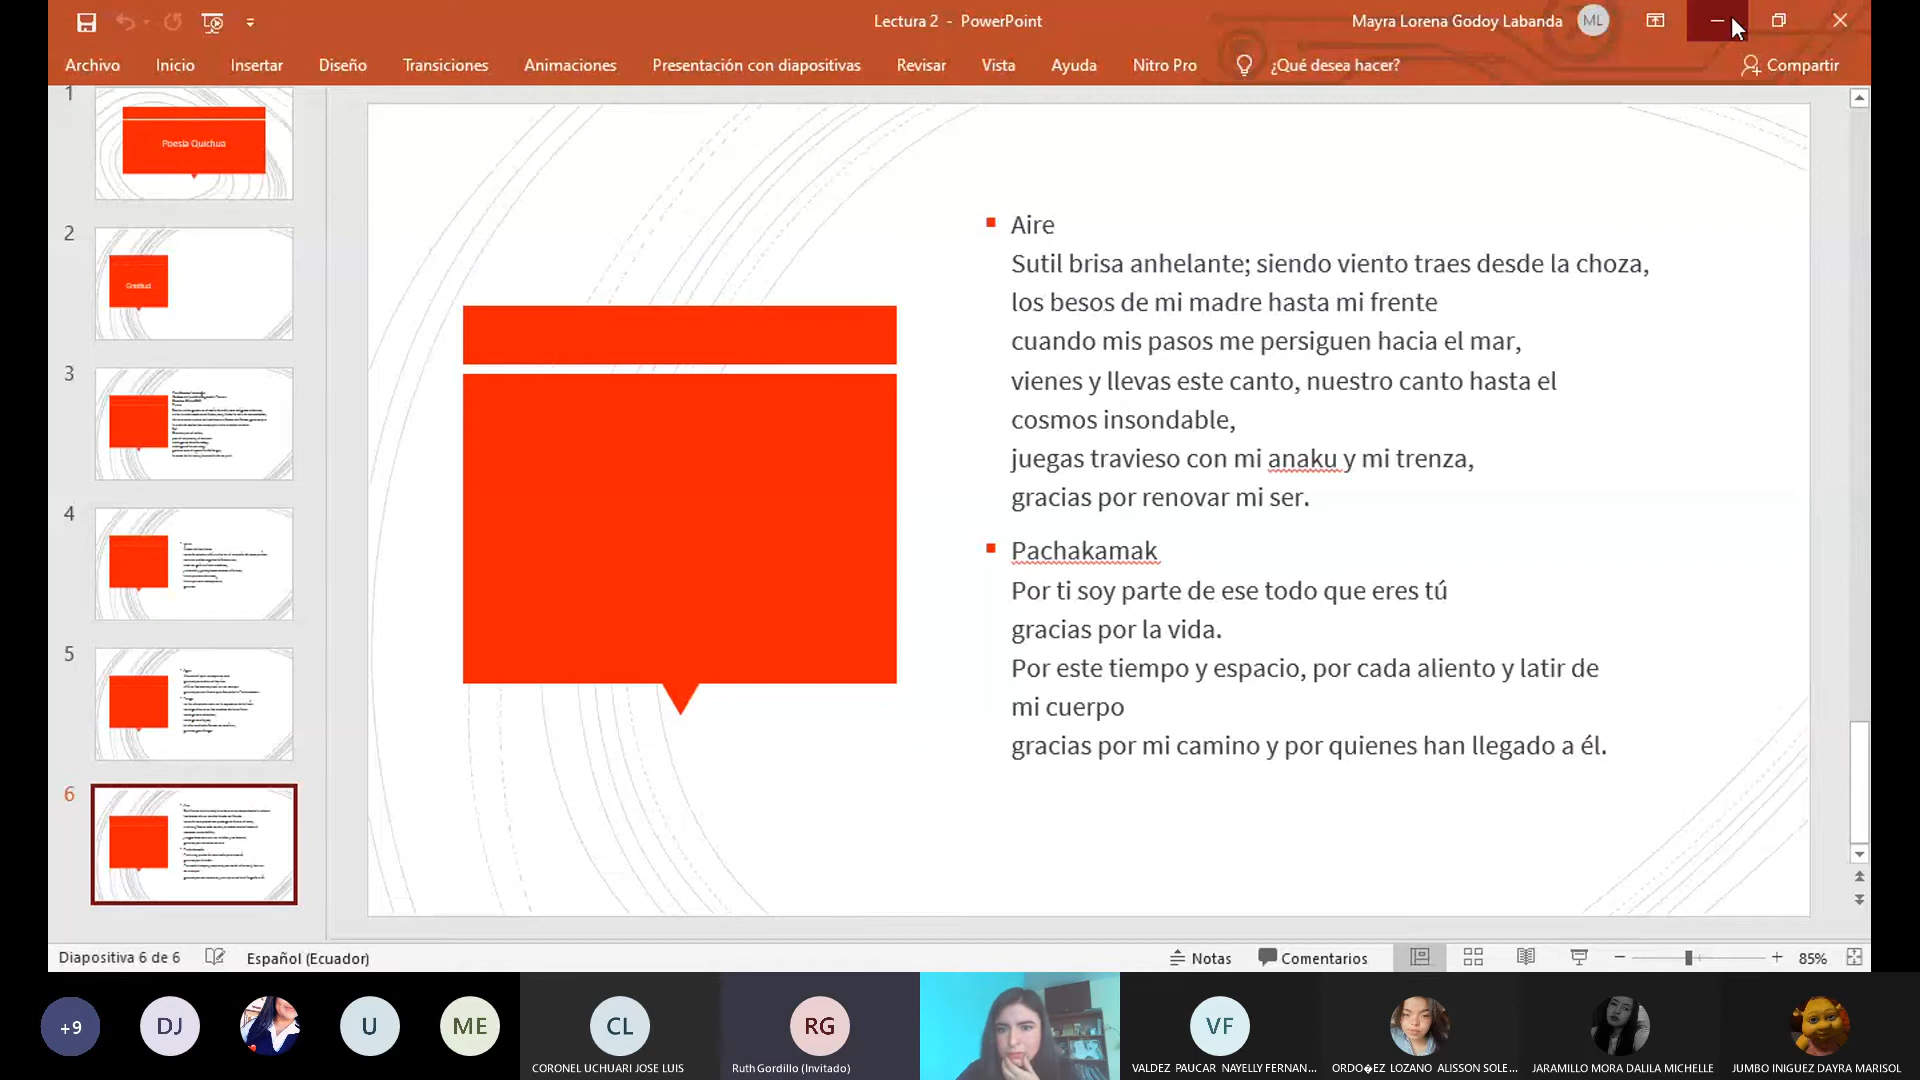 Lectura 2 - PowerPoint
Mayra Lorena Godoy Labanda
ML
Archivo
Inicio
Insertar
Diseño
Transiciones
Animaciones
Presentación con diapositivas
Revisar
Vista
Ayuda
Nitro Pro
¿Qué desea hacer?
Compartir
1
Poesía Quichua
2
Gratitud
3
4
5
6
Aire
Sutil brisa anhelante; siendo viento traes desde la choza,
los besos de mi madre hasta mi frente
cuando mis pasos me persiguen hacia el mar,
vienes y llevas este canto, nuestro canto hasta el
cosmos insondable,
juegas travieso con mi anaku y mi trenza,
gracias por renovar mi ser.
Pachakamak
Por ti soy parte de ese todo que eres tú
gracias por la vida.
Por este tiempo y espacio, por cada aliento y latir de
mi cuerpo
gracias por mi camino y por quienes han llegado a él.
Diapositiva 6 de 6
Español (Ecuador)
Notas
Comentarios
85%
+9
DJ
U
ME
CL
CORONEL UCHUARI JOSE LUIS
RG
Ruth Gordillo (Invitado)
VF
VALDEZ PAUCAR NAYELLY FERNAN...
ORDO�EZ LOZANO ALISSON SOLE...
JARAMILLO MORA DALILA MICHELLE
JUMBO INIGUEZ DAYRA MARISOL